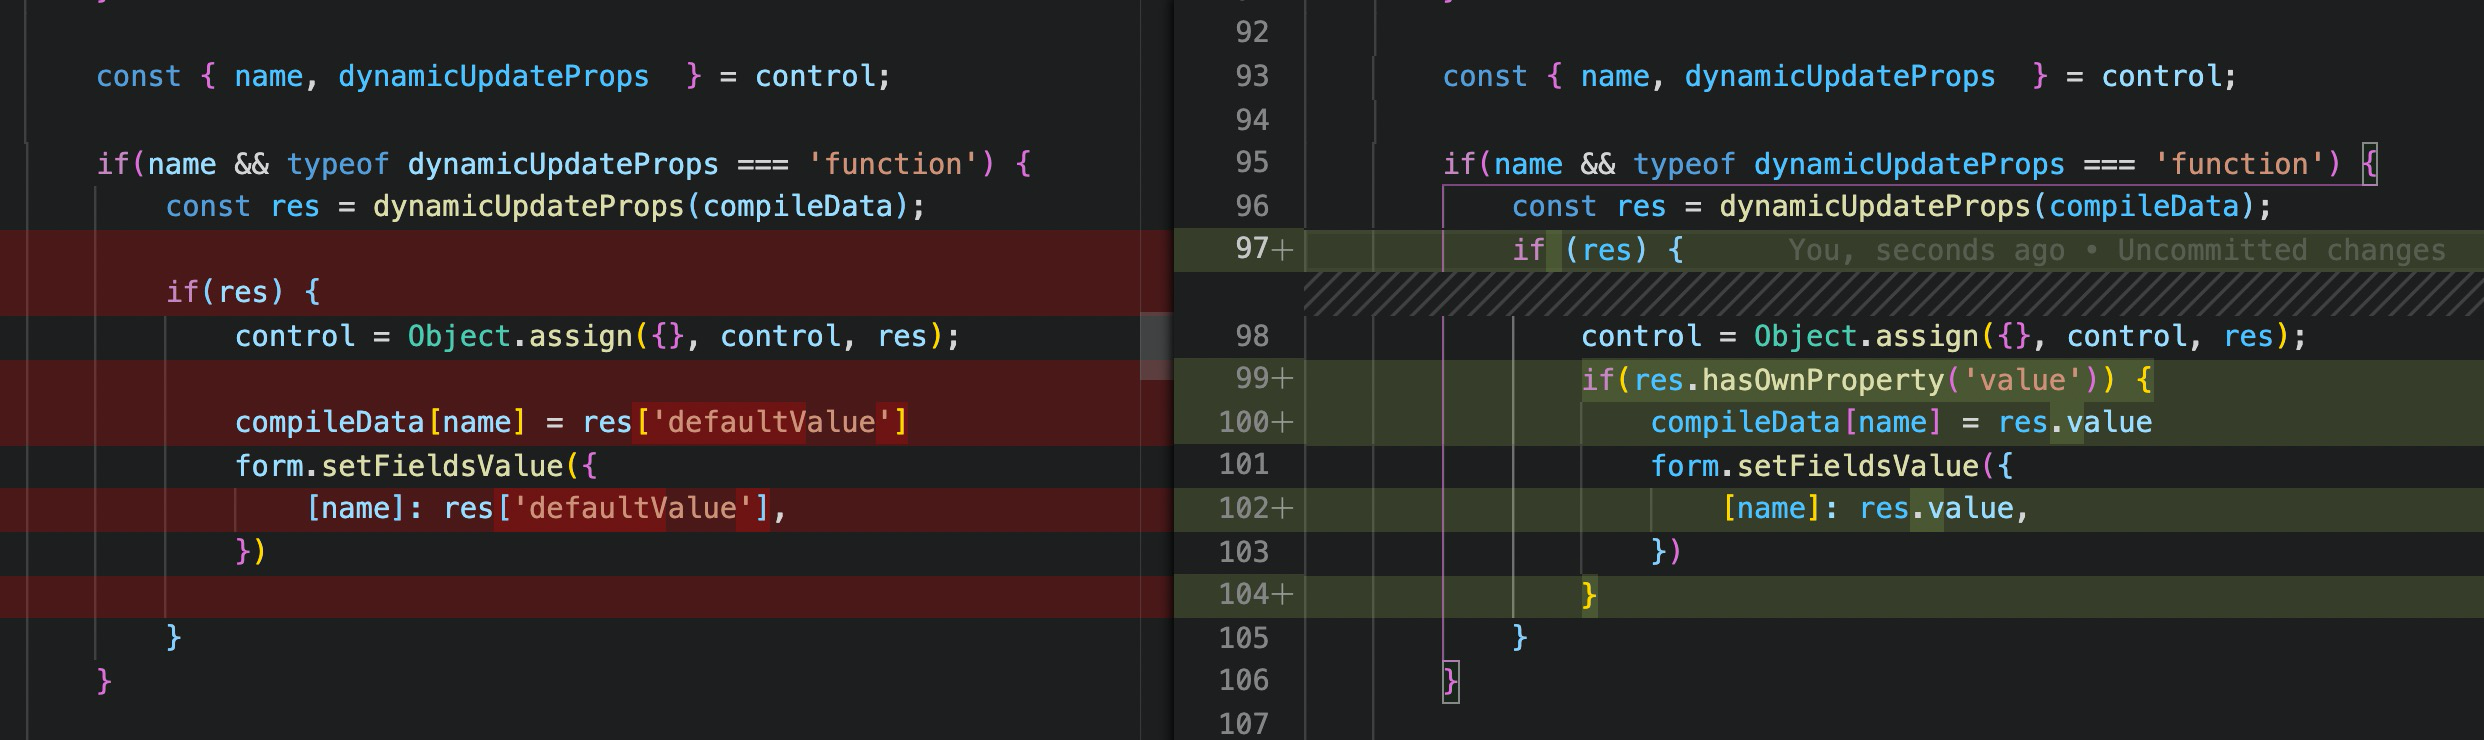 }
const { name, dynamicUpdateProps  } = control;
if(name && typeof dynamicUpdateProps === 'function') {
const res = dynamicUpdateProps(compileData);
if(res) {
control = Object.assign({}, control, res);
compileData[name] = res['defaultValue']
form.setFieldsValue({
[name]: res['defaultValue'],
})
}
}
}
92
93 const { name, dynamicUpdateProps  } = control;
94
95 if(name && typeof dynamicUpdateProps === 'function') {
96 const res = dynamicUpdateProps(compileData);
97+ if (res) { You, seconds ago • Uncommitted changes
98 control = Object.assign({}, control, res);
99+ if(res.hasOwnProperty('value')) {
100+ compileData[name] = res.value
101 form.setFieldsValue({
102+ [name]: res.value,
103 })
104+ }
105 }
106 }
107